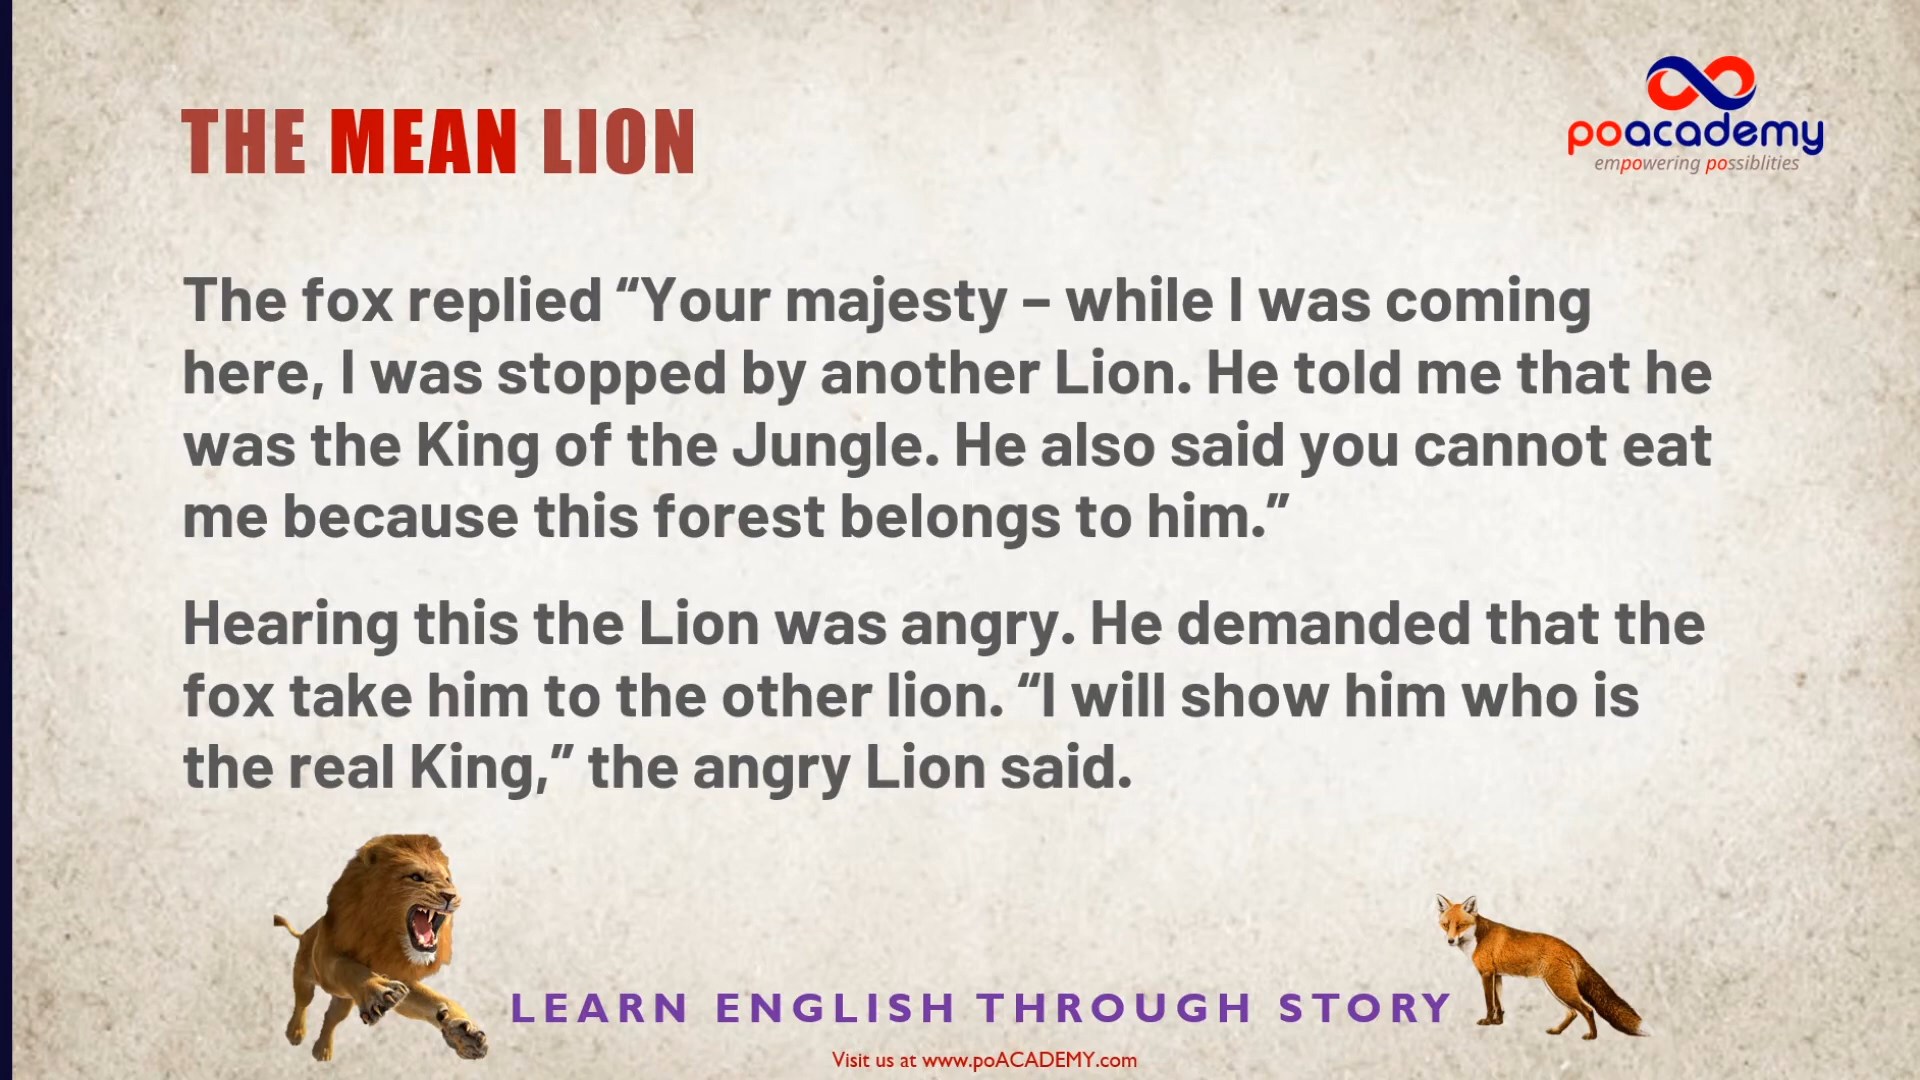 THE MEAN LION
poacademy
empowering possiblities
The fox replied “Your majesty – while I was coming
here, I was stopped by another Lion. He told me that he
was the King of the Jungle. He also said you cannot eat
me because this forest belongs to him.”
Hearing this the Lion was angry. He demanded that the
fox take him to the other lion. “I will show him who is
the real King,” the angry Lion said.
LEARN ENGLISH THROUGH STORY
Visit us at www.poACADEMY.com